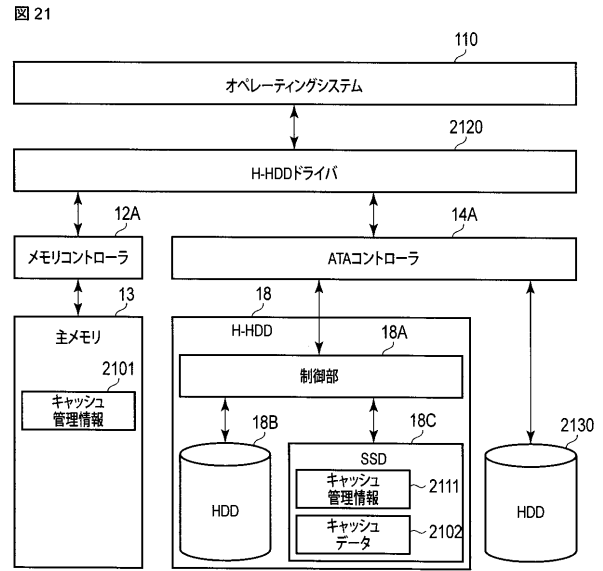 図21
110
オペレーティングシステム
2120
H-HDDドライバ
12A
メモリコントローラ
14A
ATAコントローラ
13
主メモリ
2101
キャッシュ
管理情報
18
H-HDD
18A
制御部
18B
HDD
18C
SSD
キャッシュ
管理情報
2111
キャッシュ
データ
2102
2130
HDD